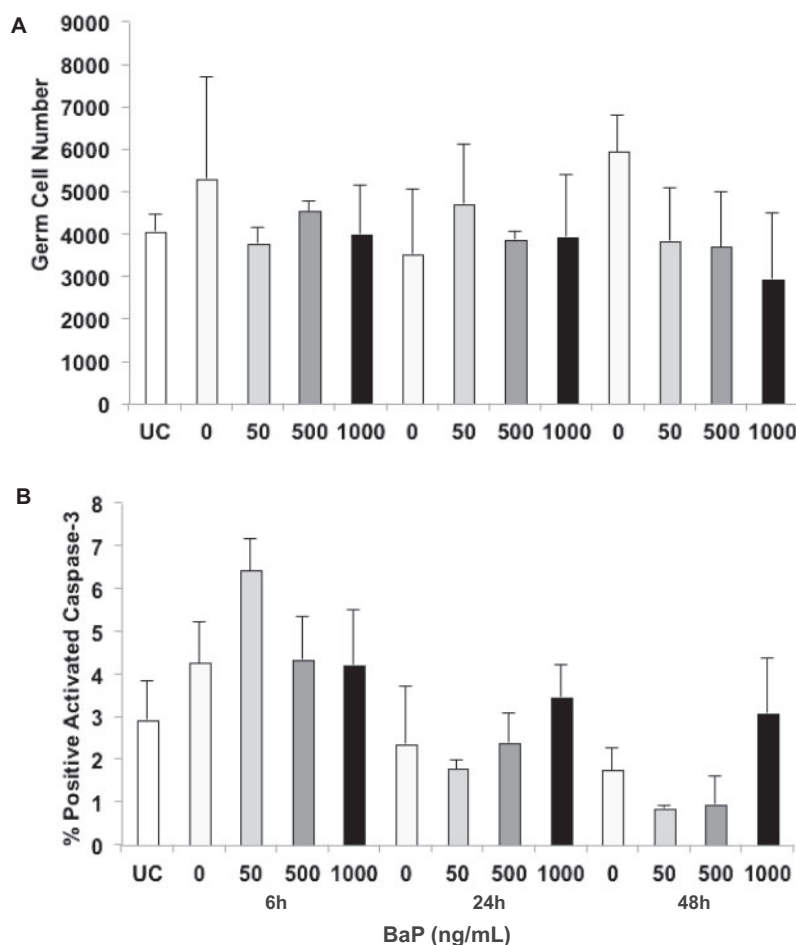 A
Germ Cell Number
9000
8000
7000
6000
5000
4000
3000
2000
1000
0
UC 0 50 500 1000 0 50 500 1000 0 50 500 1000
B
% Positive Activated Caspase-3
8
7
6
5
4
3
2
1
0
UC 0 50 500 1000 0 50 500 1000 0 50 500 1000
6h 24h 48h
BaP (ng/mL)